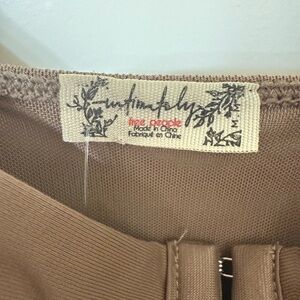 intimately
free people
Made in China
Fabriqué en Chine
M